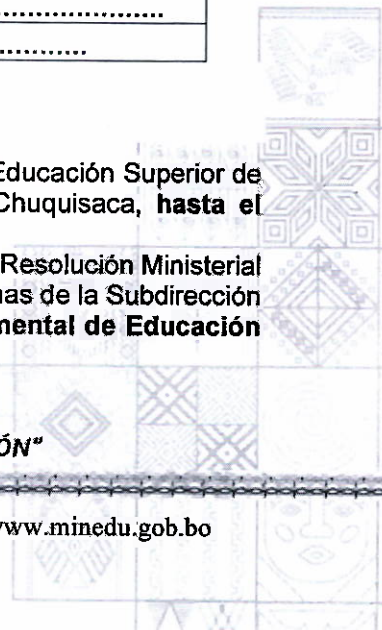 ......................
...............
Educación Superior de
Chuquisaca, hasta el
Resolución Ministerial
nas de la Subdirección
mental de Educación
ÓN"
www.minedu.gob.bo